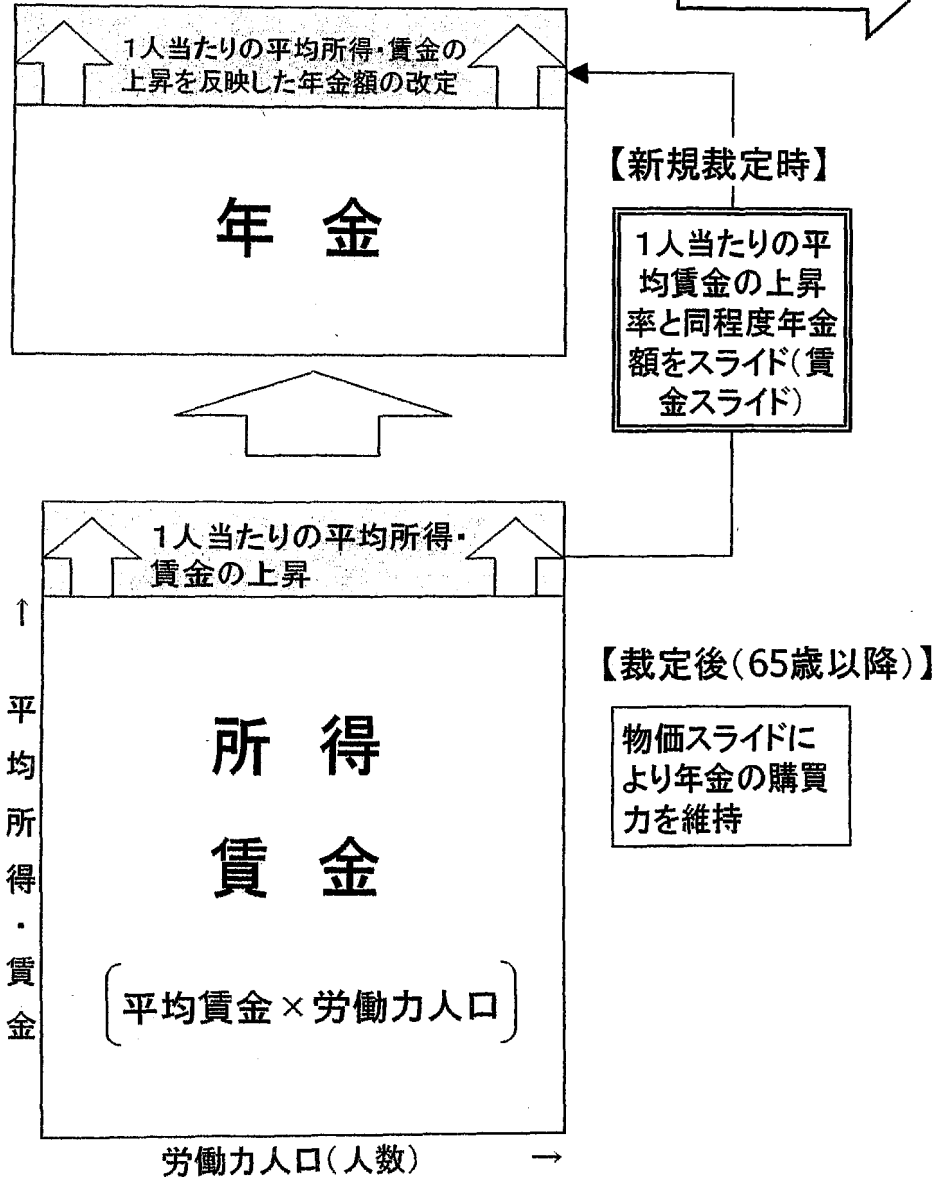 1人当たりの平均所得・賃金の
上昇を反映した年金額の改定
年 金
【新規裁定時】
1人当たりの平
均賃金の上昇
率と同程度年金
額をスライド(賃
金スライド)
1人当たりの平均所得・
賃金の上昇
↑
平均所得・賃金
所 得
賃 金
平均賃金×労働力人口
労働力人口(人数) →
【裁定後(65歳以降)】
物価スライドに
より年金の購買
力を維持